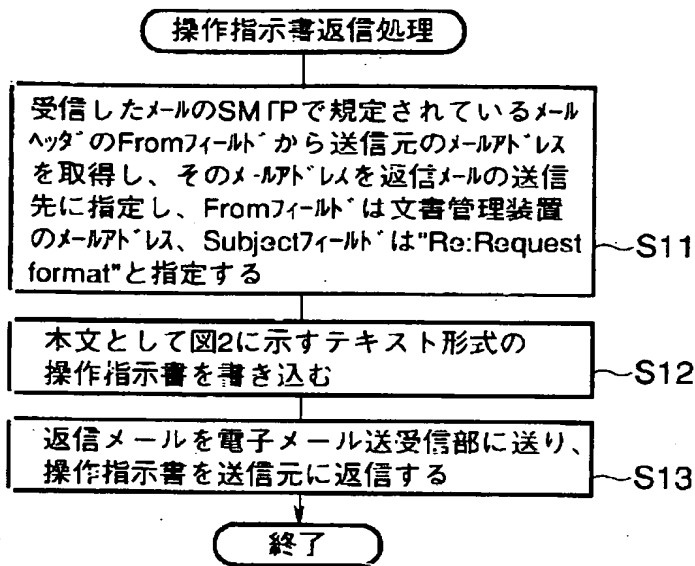 操作指示書返信処理
受信したﾒｰﾙのSMTPで規定されているﾒｰﾙ
ﾍｯﾀﾞのFromﾌｨｰﾙﾄﾞから送信元のﾒｰﾙｱﾄﾞﾚｽ
を取得し、そのﾒｰﾙｱﾄﾞﾚｽを返信ﾒｰﾙの送信
先に指定し、Fromﾌｨｰﾙﾄﾞは文書管理装置
のﾒｰﾙｱﾄﾞﾚｽ、Subjectﾌｨｰﾙﾄﾞは"Re:Request
format"と指定する
S11
本文として図2に示すテキスト形式の
操作指示書を書き込む
S12
返信メールを電子メール送受信部に送り、
操作指示書を送信元に返信する
S13
終了